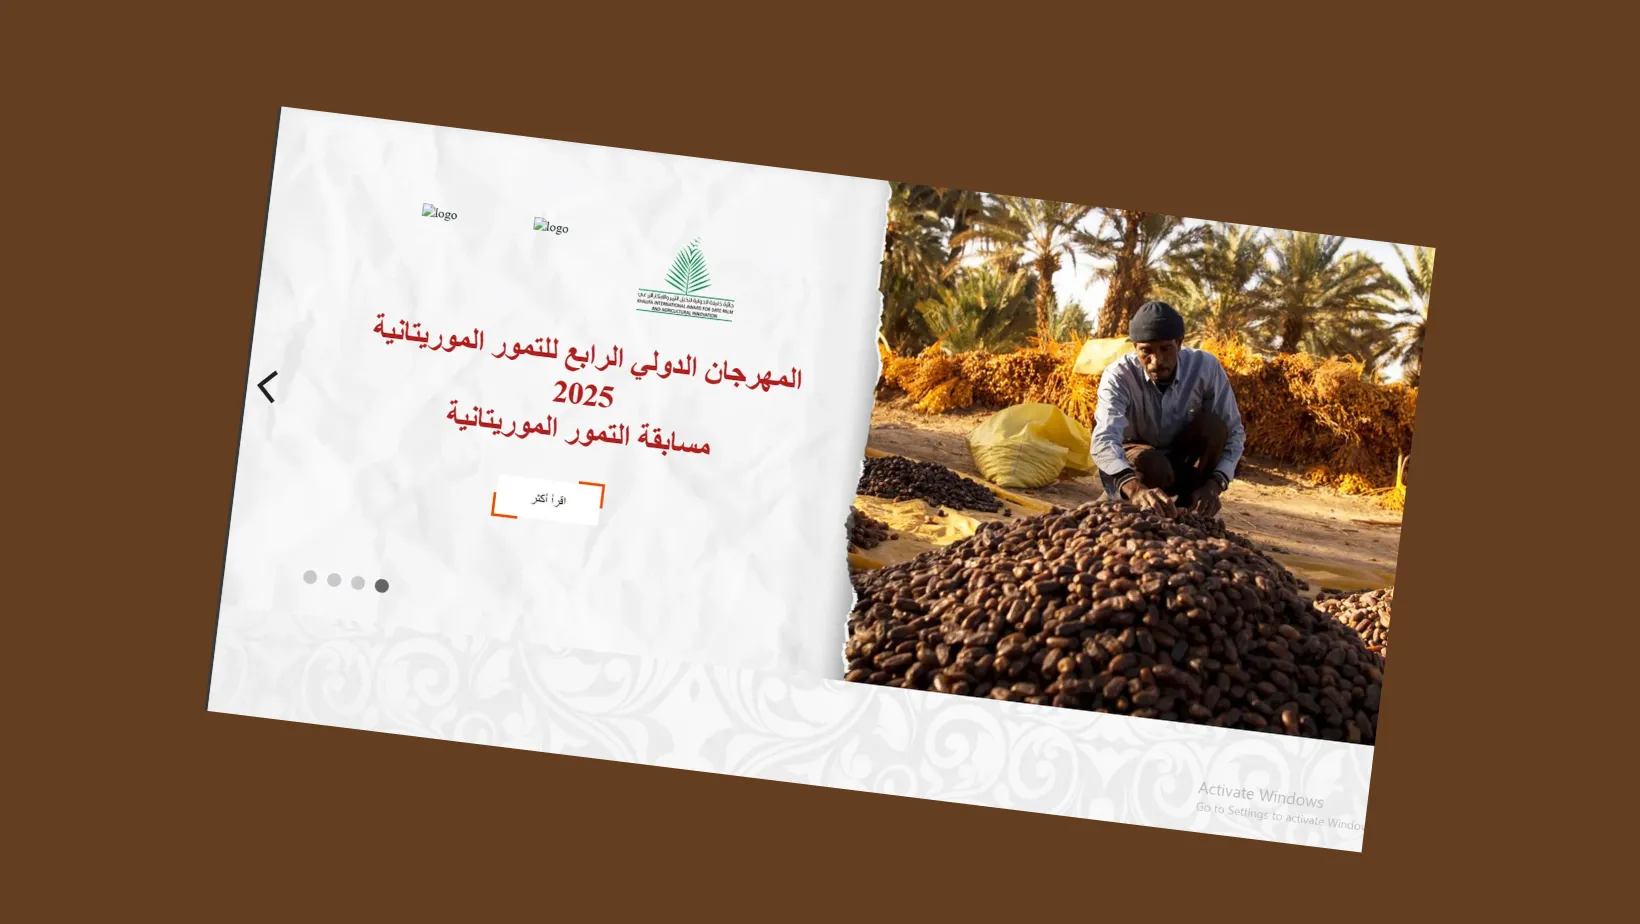 logo
logo
جائزة خليفة الدولية لنخيل التمر والابتكار الزراعي
KHALIFA INTERNATIONAL AWARD FOR DATE PALM
AND AGRICULTURAL INNOVATION
المهرجان الدولي الرابع للتمور الموريتانية
2025
مسابقة التمور الموريتانية
اقرأ أكثر
Activate Windows
Go to Settings to activate Window